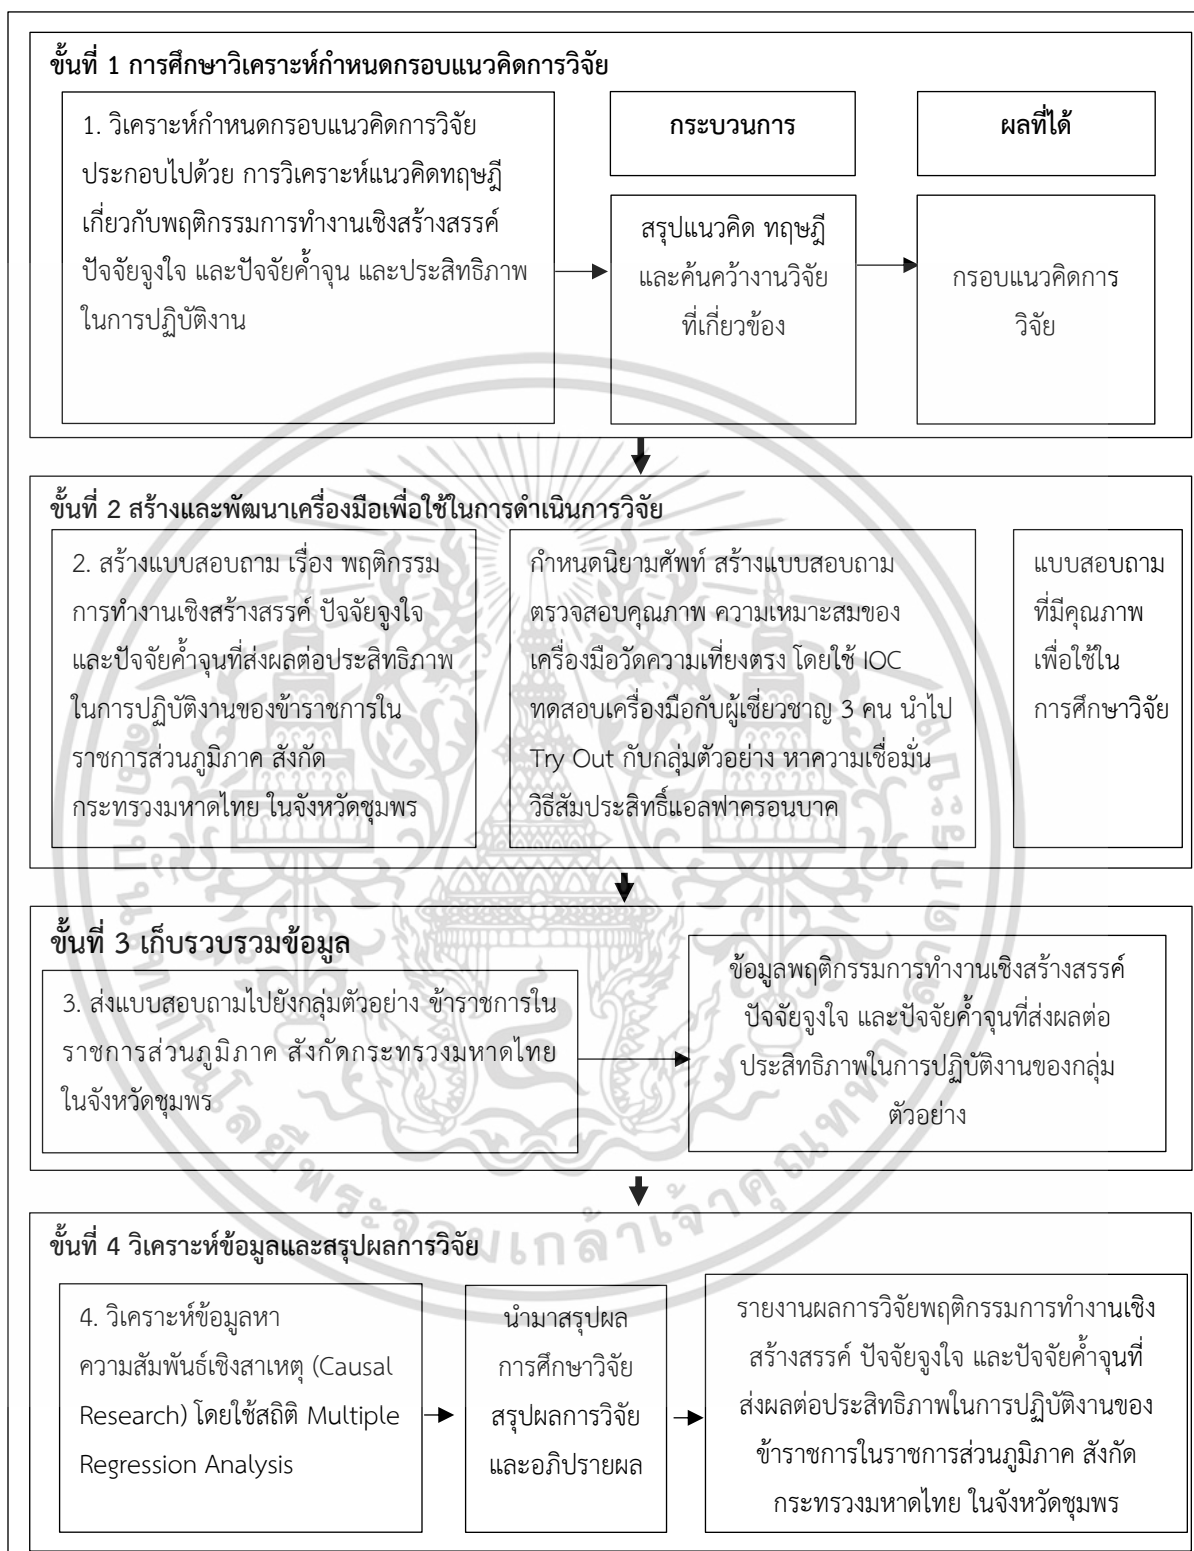 ขั้นที่ 1 การศึกษาวิเคราะห์กำหนดกรอบแนวคิดการวิจัย
1. วิเคราะห์กำหนดกรอบแนวคิดการวิจัย
ประกอบไปด้วย การวิเคราะห์แนวคิดทฤษฎี
เกี่ยวกับพฤติกรรมการทำงานเชิงสร้างสรรค์
ปัจจัยจูงใจ และปัจจัยค้ำจุน และประสิทธิภาพ
ในการปฏิบัติงาน
กระบวนการ
สรุปแนวคิด ทฤษฎี
และค้นคว้างานวิจัย
ที่เกี่ยวข้อง
ผลที่ได้
กรอบแนวคิดการ
วิจัย
ขั้นที่ 2 สร้างและพัฒนาเครื่องมือเพื่อใช้ในการดำเนินการวิจัย
2. สร้างแบบสอบถาม เรื่อง พฤติกรรม
การทำงานเชิงสร้างสรรค์ ปัจจัยจูงใจ
และปัจจัยค้ำจุนที่ส่งผลต่อประสิทธิภาพ
ในการปฏิบัติงานของข้าราชการใน
ราชการส่วนภูมิภาค สังกัด
กระทรวงมหาดไทย ในจังหวัดชุมพร
กำหนดนิยามศัพท์ สร้างแบบสอบถาม
ตรวจสอบคุณภาพ ความเหมาะสมของ
เครื่องมือวัดความเที่ยงตรง โดยใช้ IOC
ทดสอบเครื่องมือกับผู้เชี่ยวชาญ 3 คน นำไป
Try Out กับกลุ่มตัวอย่าง หาความเชื่อมั่น
วิธีสัมประสิทธิ์แอลฟาครอนบาค
แบบสอบถาม
ที่มีคุณภาพ
เพื่อใช้ใน
การศึกษาวิจัย
ขั้นที่ 3 เก็บรวบรวมข้อมูล
3. ส่งแบบสอบถามไปยังกลุ่มตัวอย่าง ข้าราชการใน
ราชการส่วนภูมิภาค สังกัดกระทรวงมหาดไทย
ในจังหวัดชุมพร
ข้อมูลพฤติกรรมการทำงานเชิงสร้างสรรค์
ปัจจัยจูงใจ และปัจจัยค้ำจุนที่ส่งผลต่อ
ประสิทธิภาพในการปฏิบัติงานของกลุ่ม
ตัวอย่าง
ขั้นที่ 4 วิเคราะห์ข้อมูลและสรุปผลการวิจัย
4. วิเคราะห์ข้อมูลหา
ความสัมพันธ์เชิงสาเหตุ (Causal
Research) โดยใช้สถิติ Multiple
Regression Analysis
นำมาสรุปผล
การศึกษาวิจัย
สรุปผลการวิจัย
และอภิปรายผล
รายงานผลการวิจัยพฤติกรรมการทำงานเชิง
สร้างสรรค์ ปัจจัยจูงใจ และปัจจัยค้ำจุนที่
ส่งผลต่อประสิทธิภาพในการปฏิบัติงานของ
ข้าราชการในราชการส่วนภูมิภาค สังกัด
กระทรวงมหาดไทย ในจังหวัดชุมพร